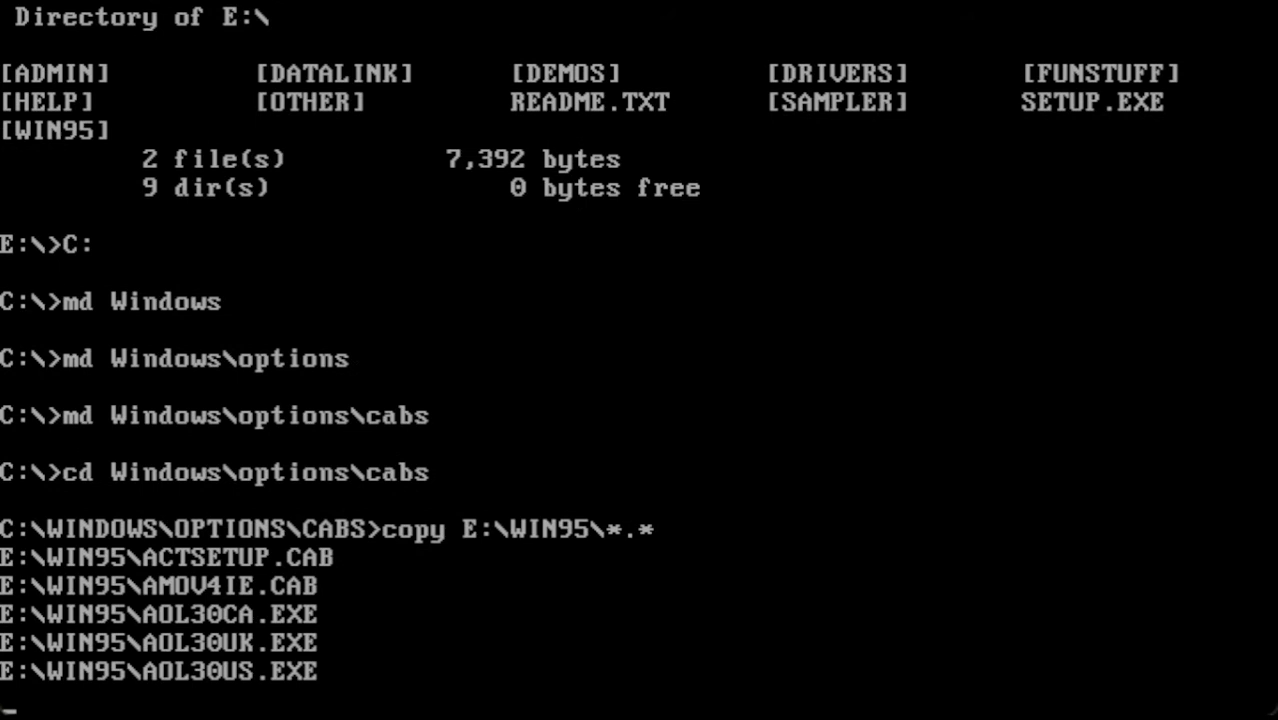 Directory of E:\
[ADMIN] [DATALINK] [DEMOS] [DRIVERS] [FUNSTUFF]
[HELP] [OTHER] README.TXT [SAMPLER] SETUP.EXE
[WIN95]
2 file(s) 7,392 bytes
9 dir(s) 0 bytes free
E:\>C:
C:\>md Windows
C:\>md Windows\options
C:\>md Windows\options\cabs
C:\>cd Windows\options\cabs
C:\WINDOWS\OPTIONS\CABS>copy E:\WIN95\*.*
E:\WIN95\ACTSETUP.CAB
E:\WIN95\AMOV4IE.CAB
E:\WIN95\AOL30CA.EXE
E:\WIN95\AOL30UK.EXE
E:\WIN95\AOL30US.EXE